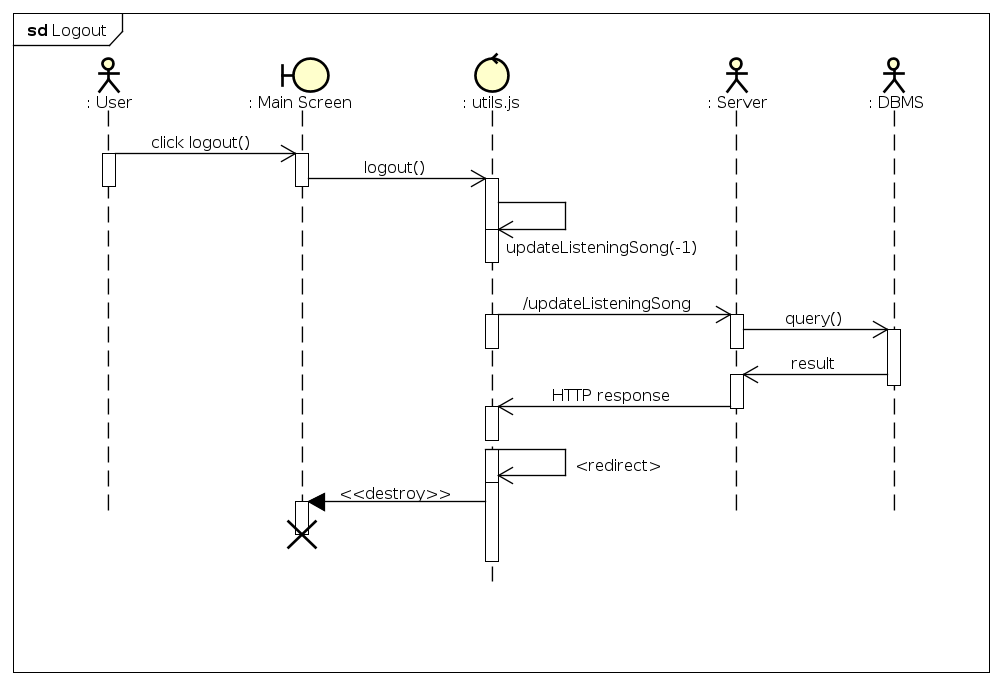 sd Logout
: User
: Main Screen
: utils.js
: Server
: DBMS
click logout()
logout()
updateListeningSong(-1)
/updateListeningSong
query()
result
HTTP response
<redirect>
<<destroy>>